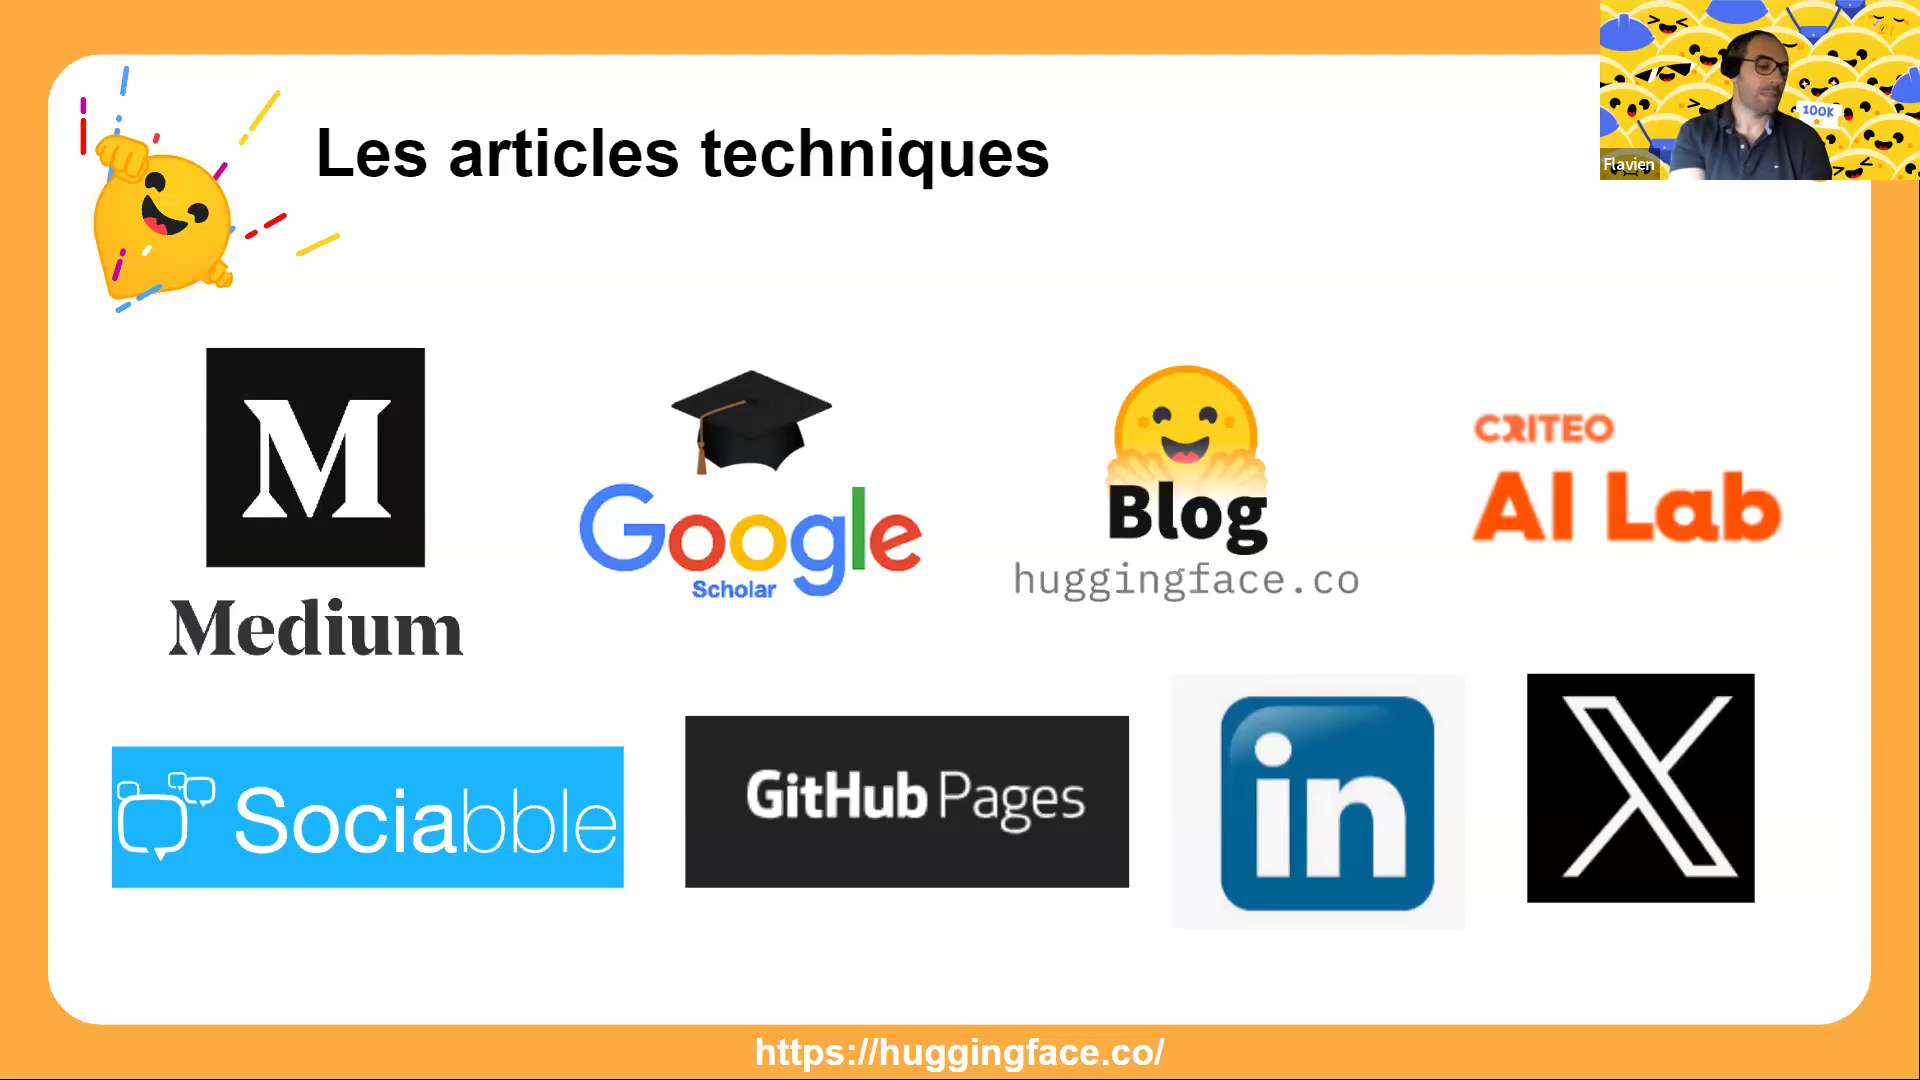 Les articles techniques
100K
Flavien
M
Medium
Google
Scholar
Blog
huggingface.co
CRITEO
AI Lab
Sociabble
GitHub Pages
in
X
https://huggingface.co/